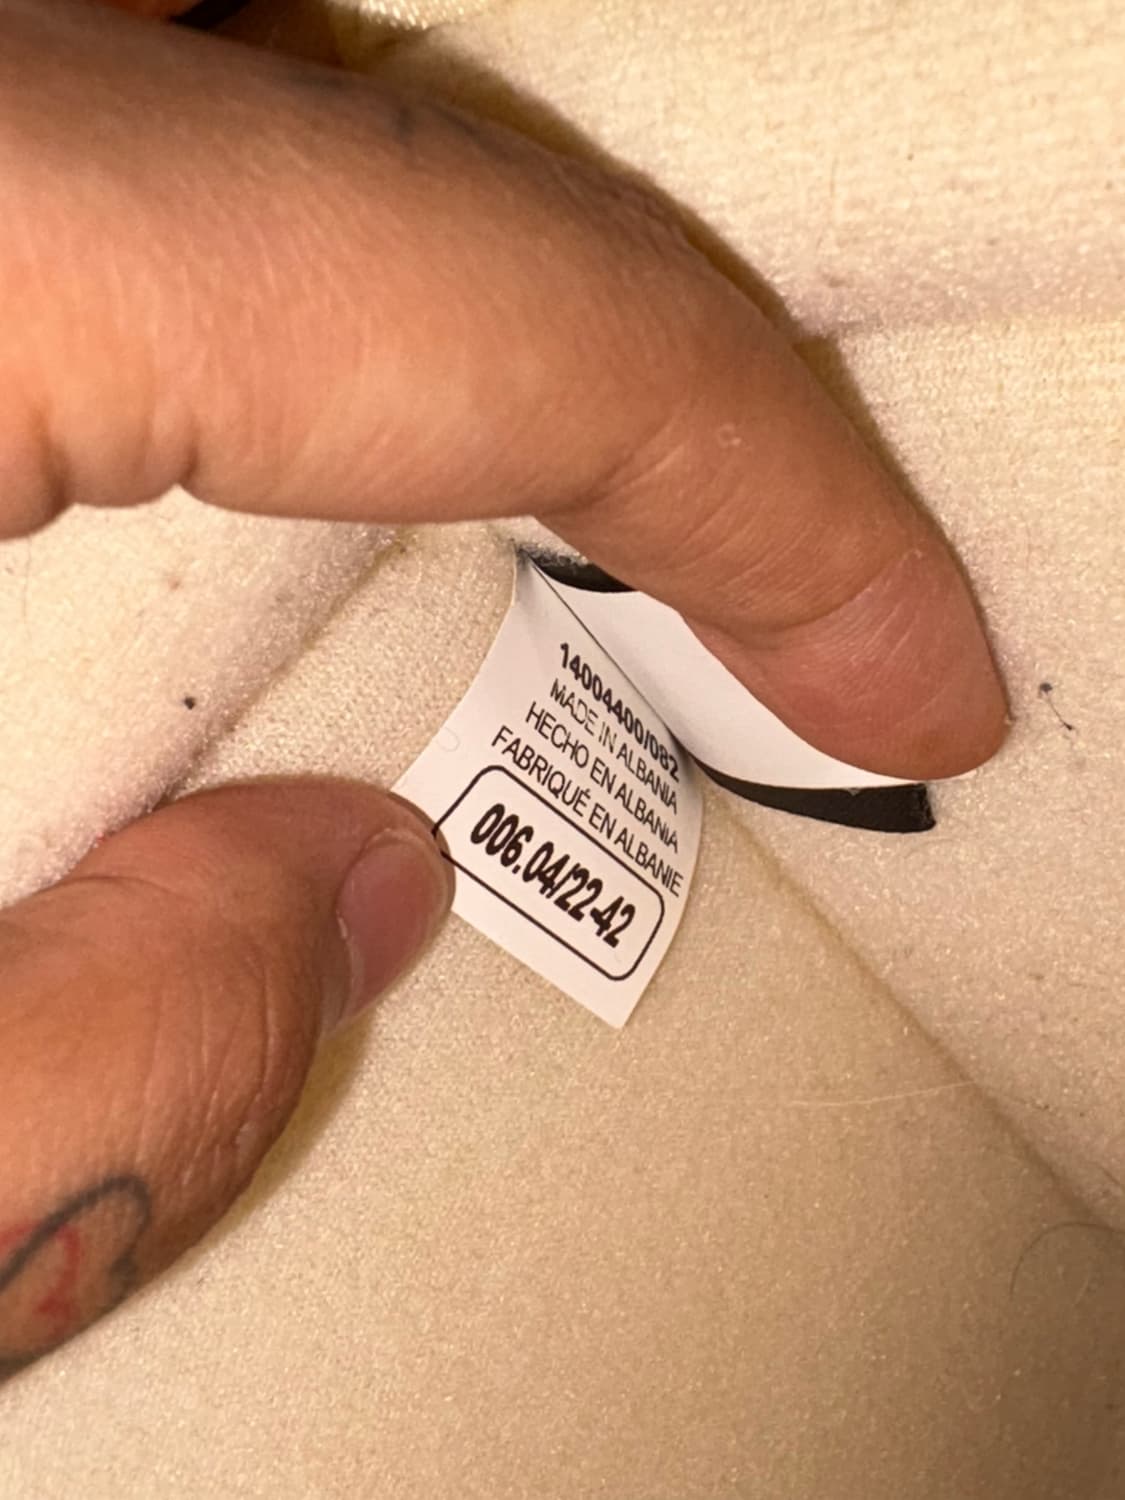 14004400/082
MADE IN ALBANIA
HECHO EN ALBANIA
FABRIQUÉ EN ALBANIE
006.04/22-42